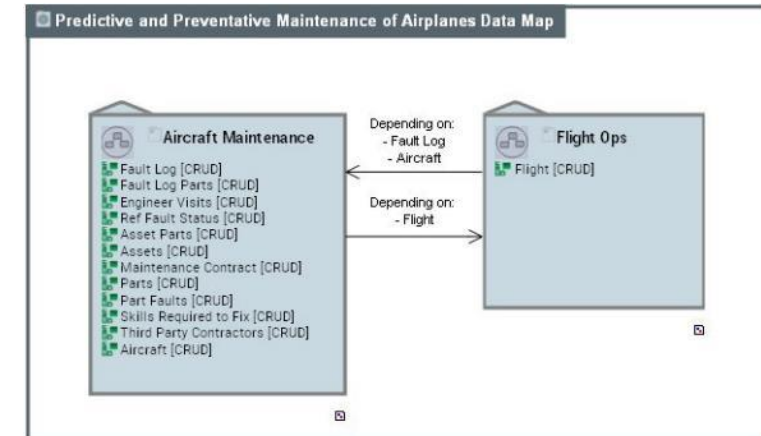 Predictive and Preventative Maintenance of Airplanes Data Map
Aircraft Maintenance
Fault Log [CRUD]
Fault Log Parts [CRUD]
Engineer Visits [CRUD]
Ref Fault Status [CRUD]
Asset Parts [CRUD]
Assets [CRUD]
Maintenance Contract [CRUD]
Parts [CRUD]
Part Faults [CRUD]
Skills Required to Fix [CRUD]
Third Party Contractors [CRUD]
Aircraft [CRUD]
Depending on:
- Fault Log
- Aircraft
Depending on:
- Flight
Flight Ops
Flight [CRUD]